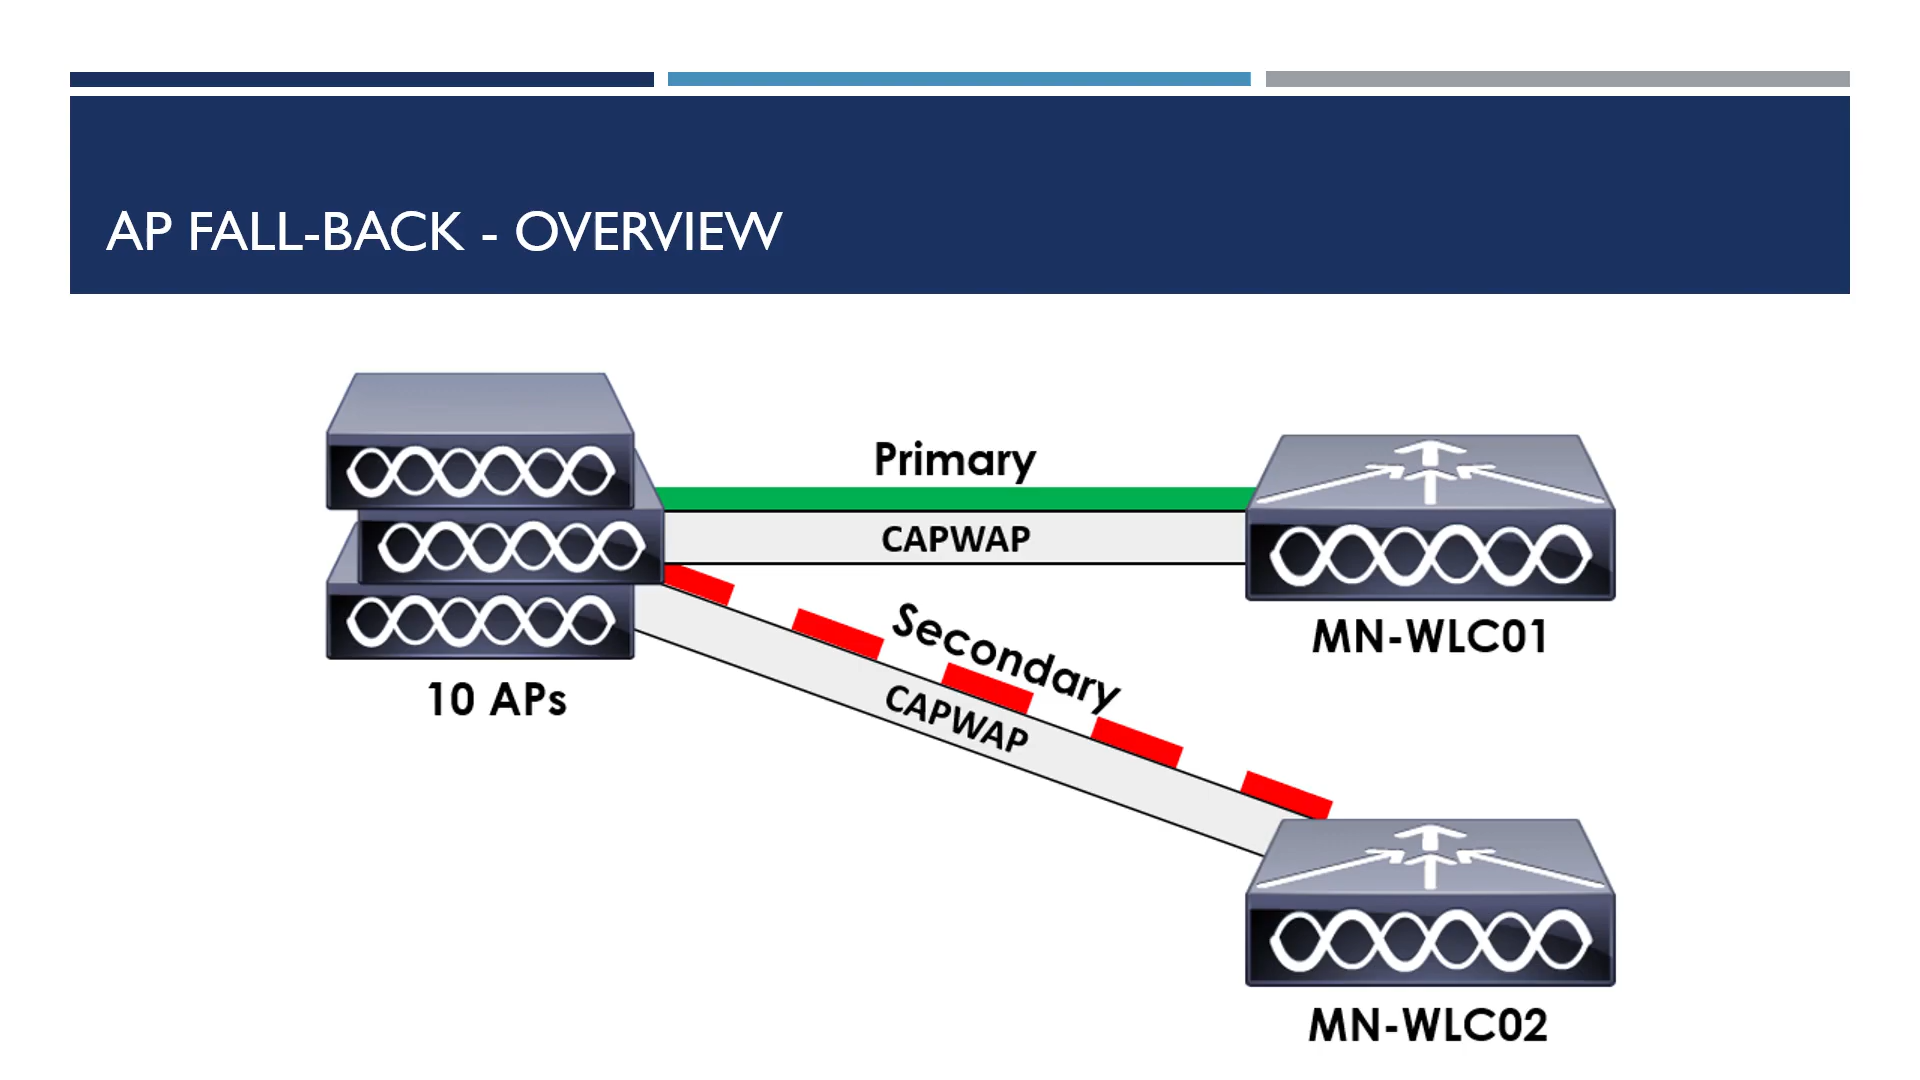 AP FALL-BACK - OVERVIEW
Primary
CAPWAP
MN-WLC01
Secondary
CAPWAP
10 APs
MN-WLC02